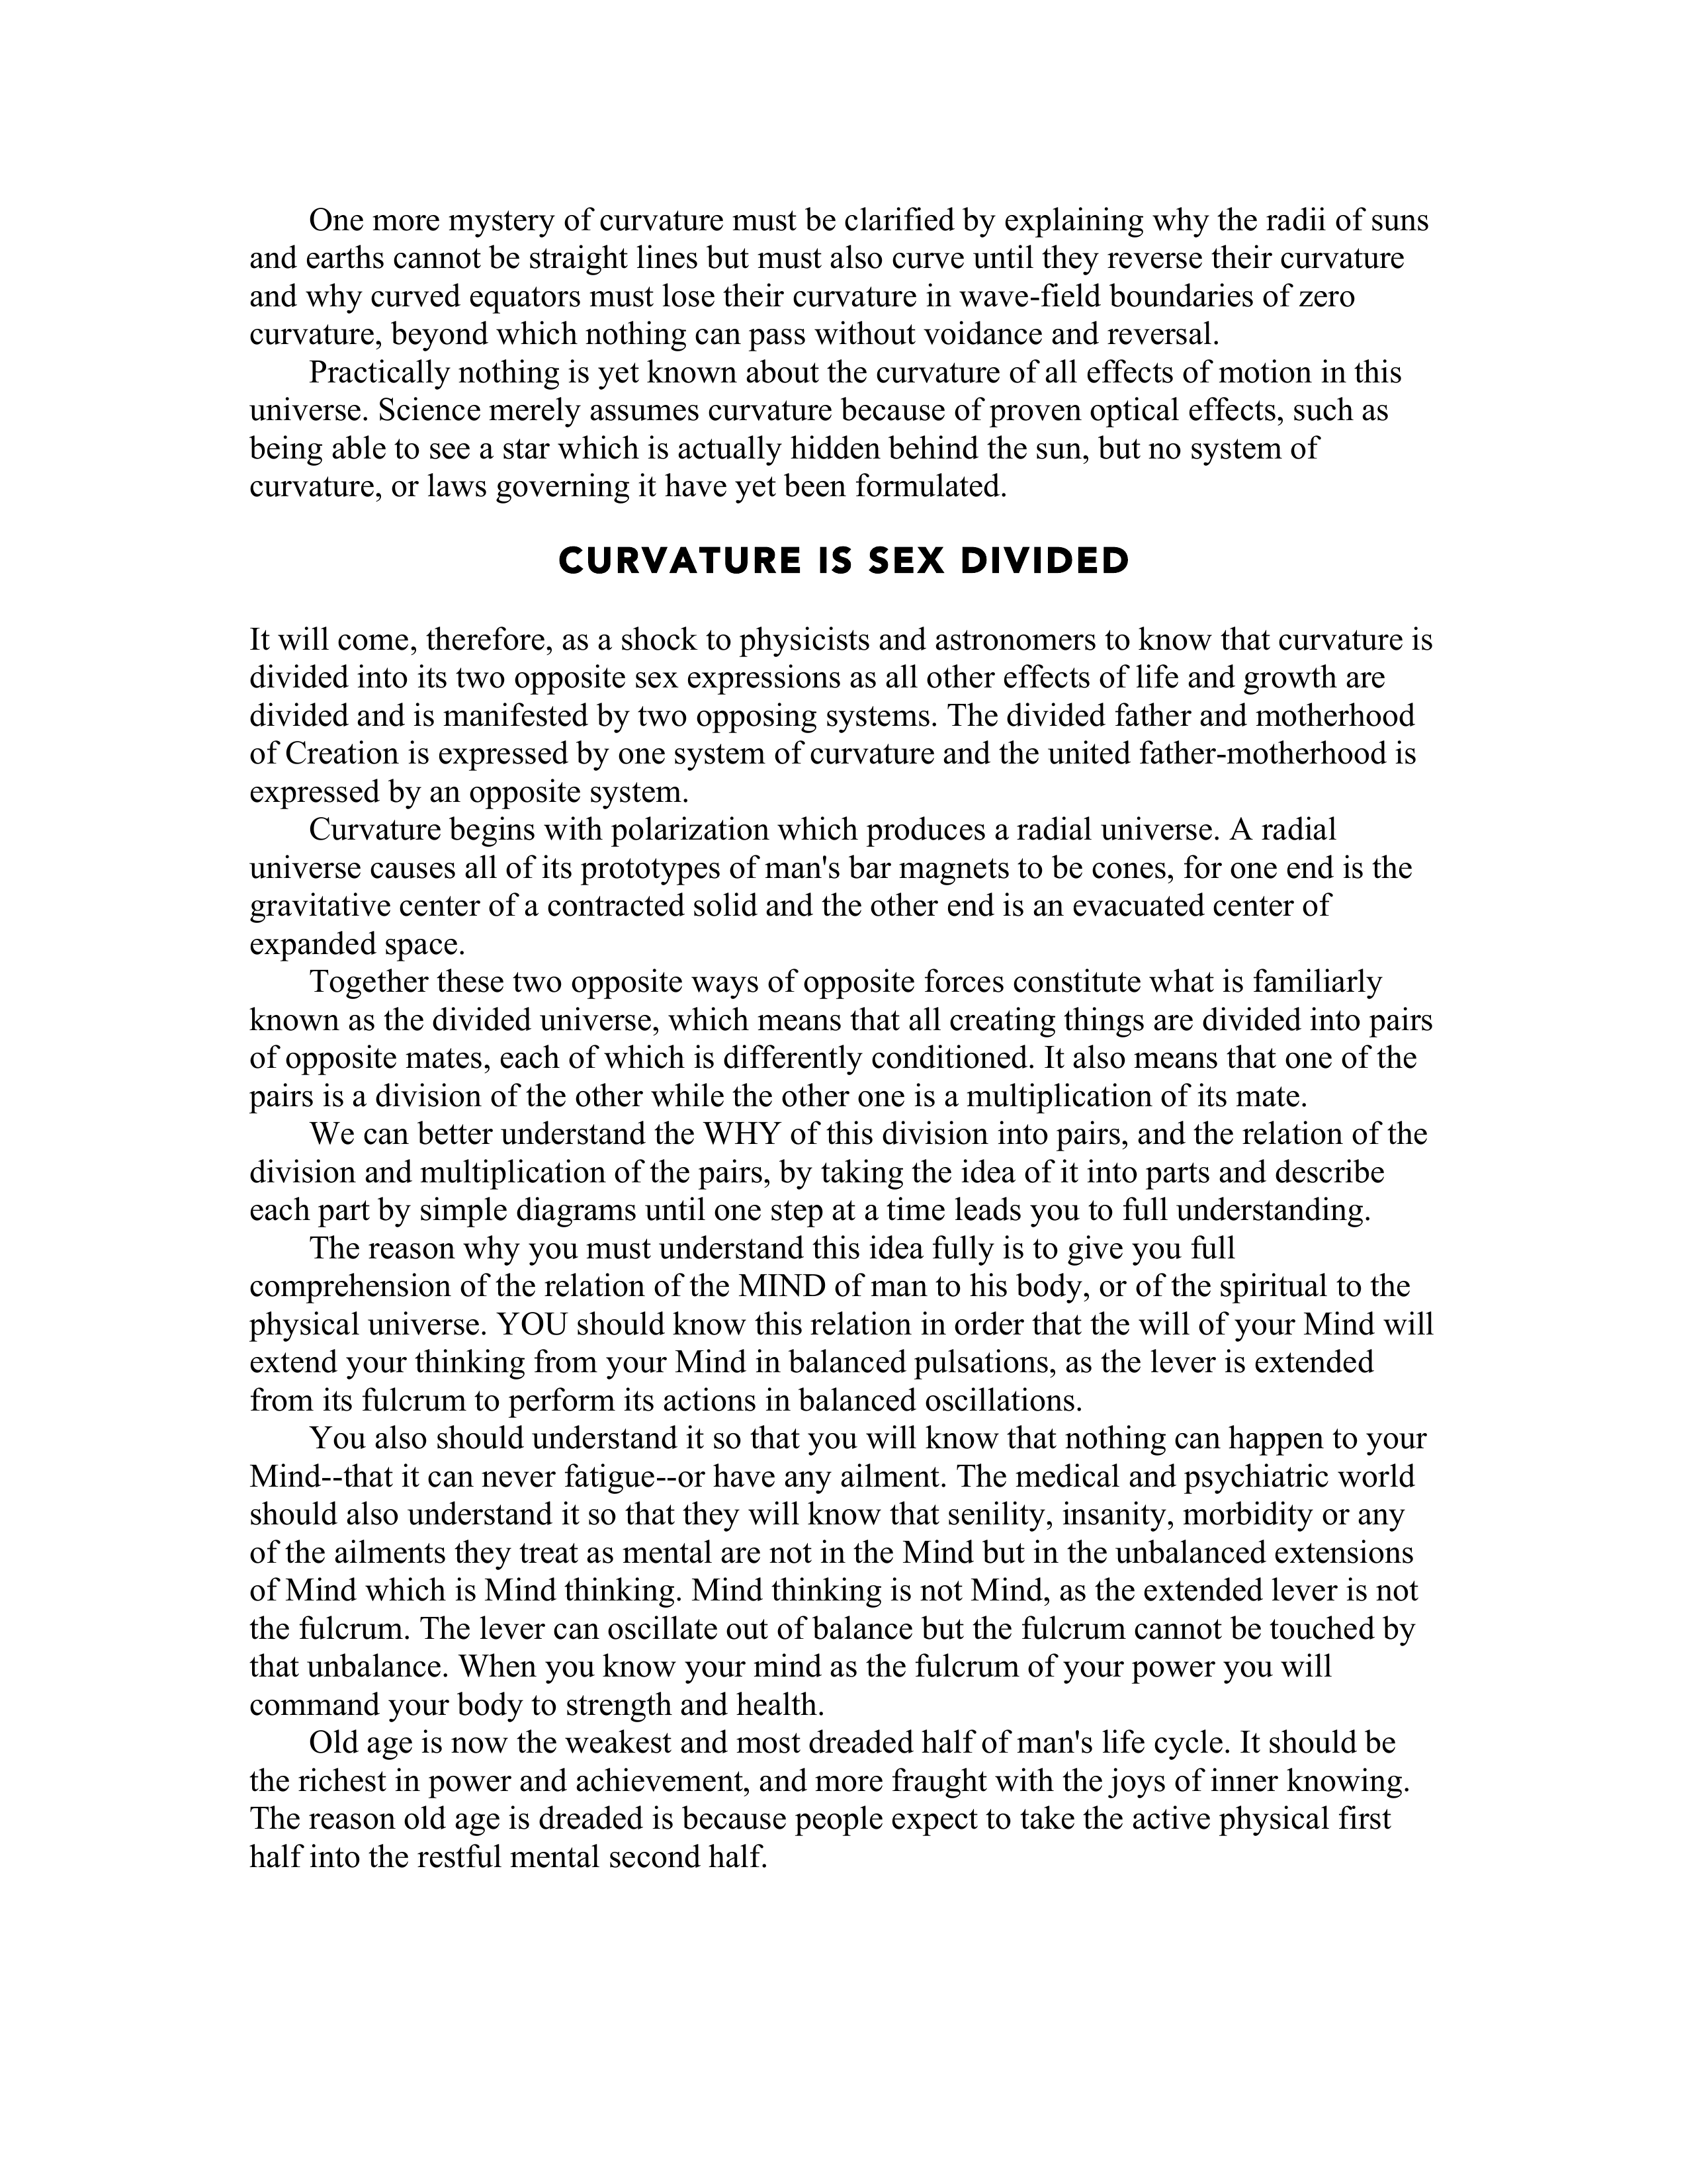 One more mystery of curvature must be clarified by explaining why the radii of suns
and earths cannot be straight lines but must also curve until they reverse their curvature
and why curved equators must lose their curvature in wave-field boundaries of zero
curvature, beyond which nothing can pass without voidance and reversal.
Practically nothing is yet known about the curvature of all effects of motion in this
universe. Science merely assumes curvature because of proven optical effects, such as
being able to see a star which is actually hidden behind the sun, but no system of
curvature, or laws governing it have yet been formulated.
CURVATURE IS SEX DIVIDED
It will come, therefore, as a shock to physicists and astronomers to know that curvature is
divided into its two opposite sex expressions as all other effects of life and growth are
divided and is manifested by two opposing systems. The divided father and motherhood
of Creation is expressed by one system of curvature and the united father-motherhood is
expressed by an opposite system.
Curvature begins with polarization which produces a radial universe. A radial
universe causes all of its prototypes of man's bar magnets to be cones, for one end is the
gravitative center of a contracted solid and the other end is an evacuated center of
expanded space.
Together these two opposite ways of opposite forces constitute what is familiarly
known as the divided universe, which means that all creating things are divided into pairs
of opposite mates, each of which is differently conditioned. It also means that one of the
pairs is a division of the other while the other one is a multiplication of its mate.
We can better understand the WHY of this division into pairs, and the relation of the
division and multiplication of the pairs, by taking the idea of it into parts and describe
each part by simple diagrams until one step at a time leads you to full understanding.
The reason why you must understand this idea fully is to give you full
comprehension of the relation of the MIND of man to his body, or of the spiritual to the
physical universe. YOU should know this relation in order that the will of your Mind will
extend your thinking from your Mind in balanced pulsations, as the lever is extended
from its fulcrum to perform its actions in balanced oscillations.
You also should understand it so that you will know that nothing can happen to your
Mind--that it can never fatigue--or have any ailment. The medical and psychiatric world
should also understand it so that they will know that senility, insanity, morbidity or any
of the ailments they treat as mental are not in the Mind but in the unbalanced extensions
of Mind which is Mind thinking. Mind thinking is not Mind, as the extended lever is not
the fulcrum. The lever can oscillate out of balance but the fulcrum cannot be touched by
that unbalance. When you know your mind as the fulcrum of your power you will
command your body to strength and health.
Old age is now the weakest and most dreaded half of man's life cycle. It should be
the richest in power and achievement, and more fraught with the joys of inner knowing.
The reason old age is dreaded is because people expect to take the active physical first
half into the restful mental second half.